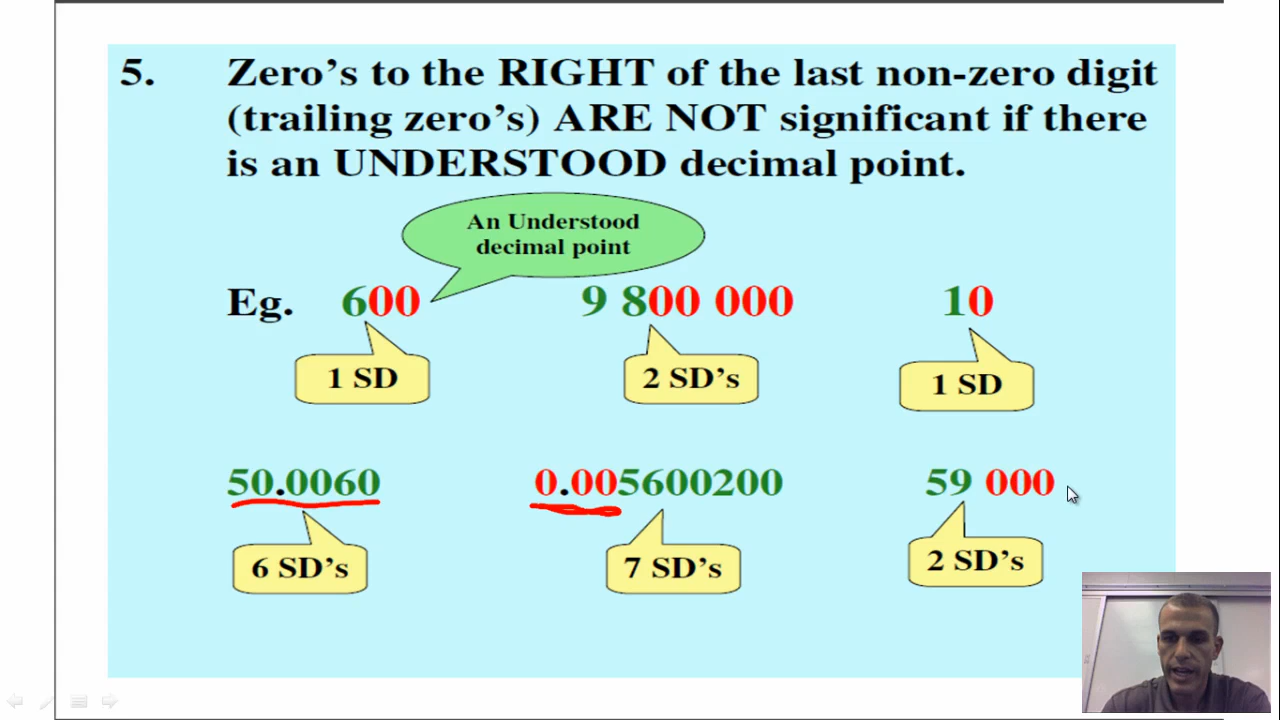 5. Zero's to the RIGHT of the last non-zero digit
(trailing zero's) ARE NOT significant if there
is an UNDERSTOOD decimal point.
An Understood
decimal point
Eg. 600 9 800 000 10
1 SD 2 SD's 1 SD
50.0060 0.005600200 59 000
6 SD's 7 SD's 2 SD's